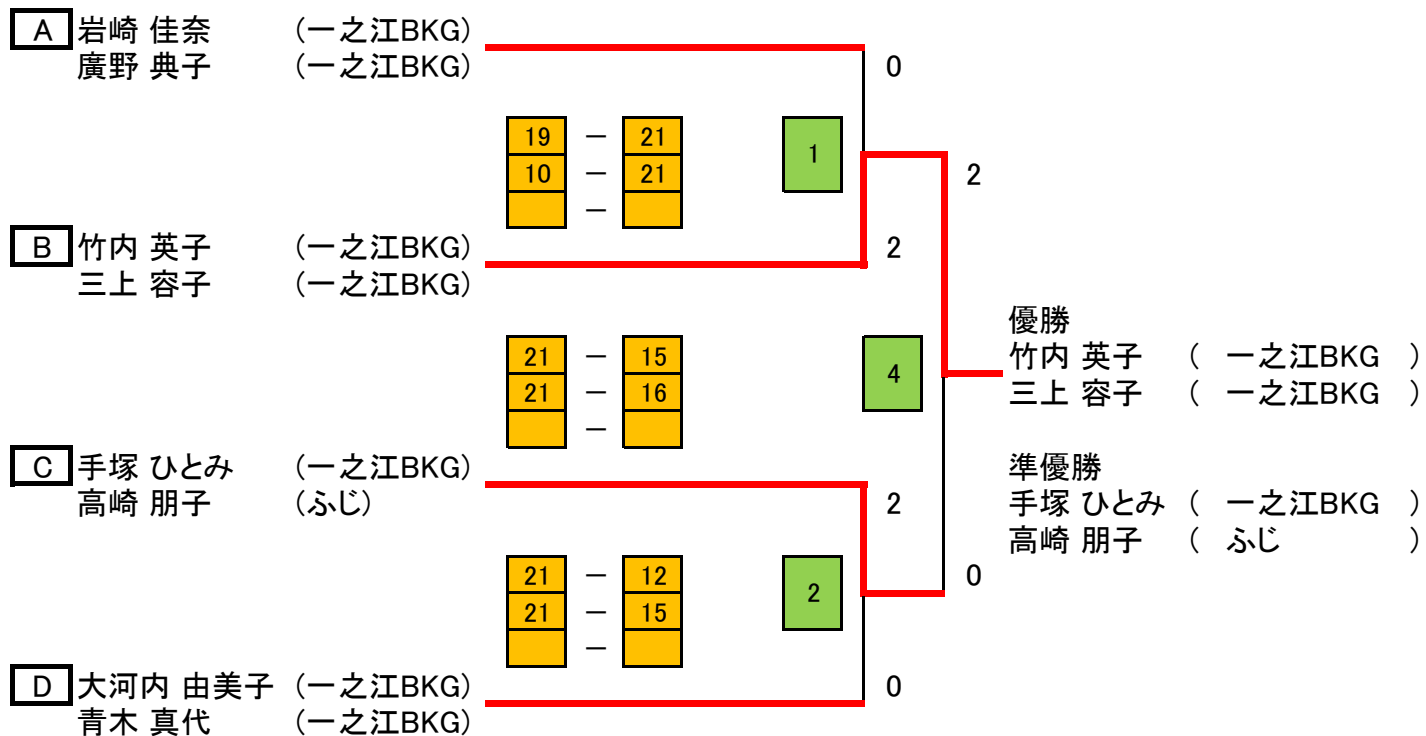 A 岩崎 佳奈 (一之江BKG)
廣野 典子 (一之江BKG)
0
19 － 21
10 － 21
－
1
2
B 竹内 英子 (一之江BKG)
三上 容子 (一之江BKG)
2
21 － 15
21 － 16
－
4
優勝
竹内 英子 ( 一之江BKG )
三上 容子 ( 一之江BKG )
C 手塚 ひとみ (一之江BKG)
高崎 朋子 (ふじ)
2
準優勝
手塚 ひとみ ( 一之江BKG )
高崎 朋子 ( ふじ )
21 － 12
21 － 15
－
2
0
D 大河内 由美子 (一之江BKG)
青木 真代 (一之江BKG)
0